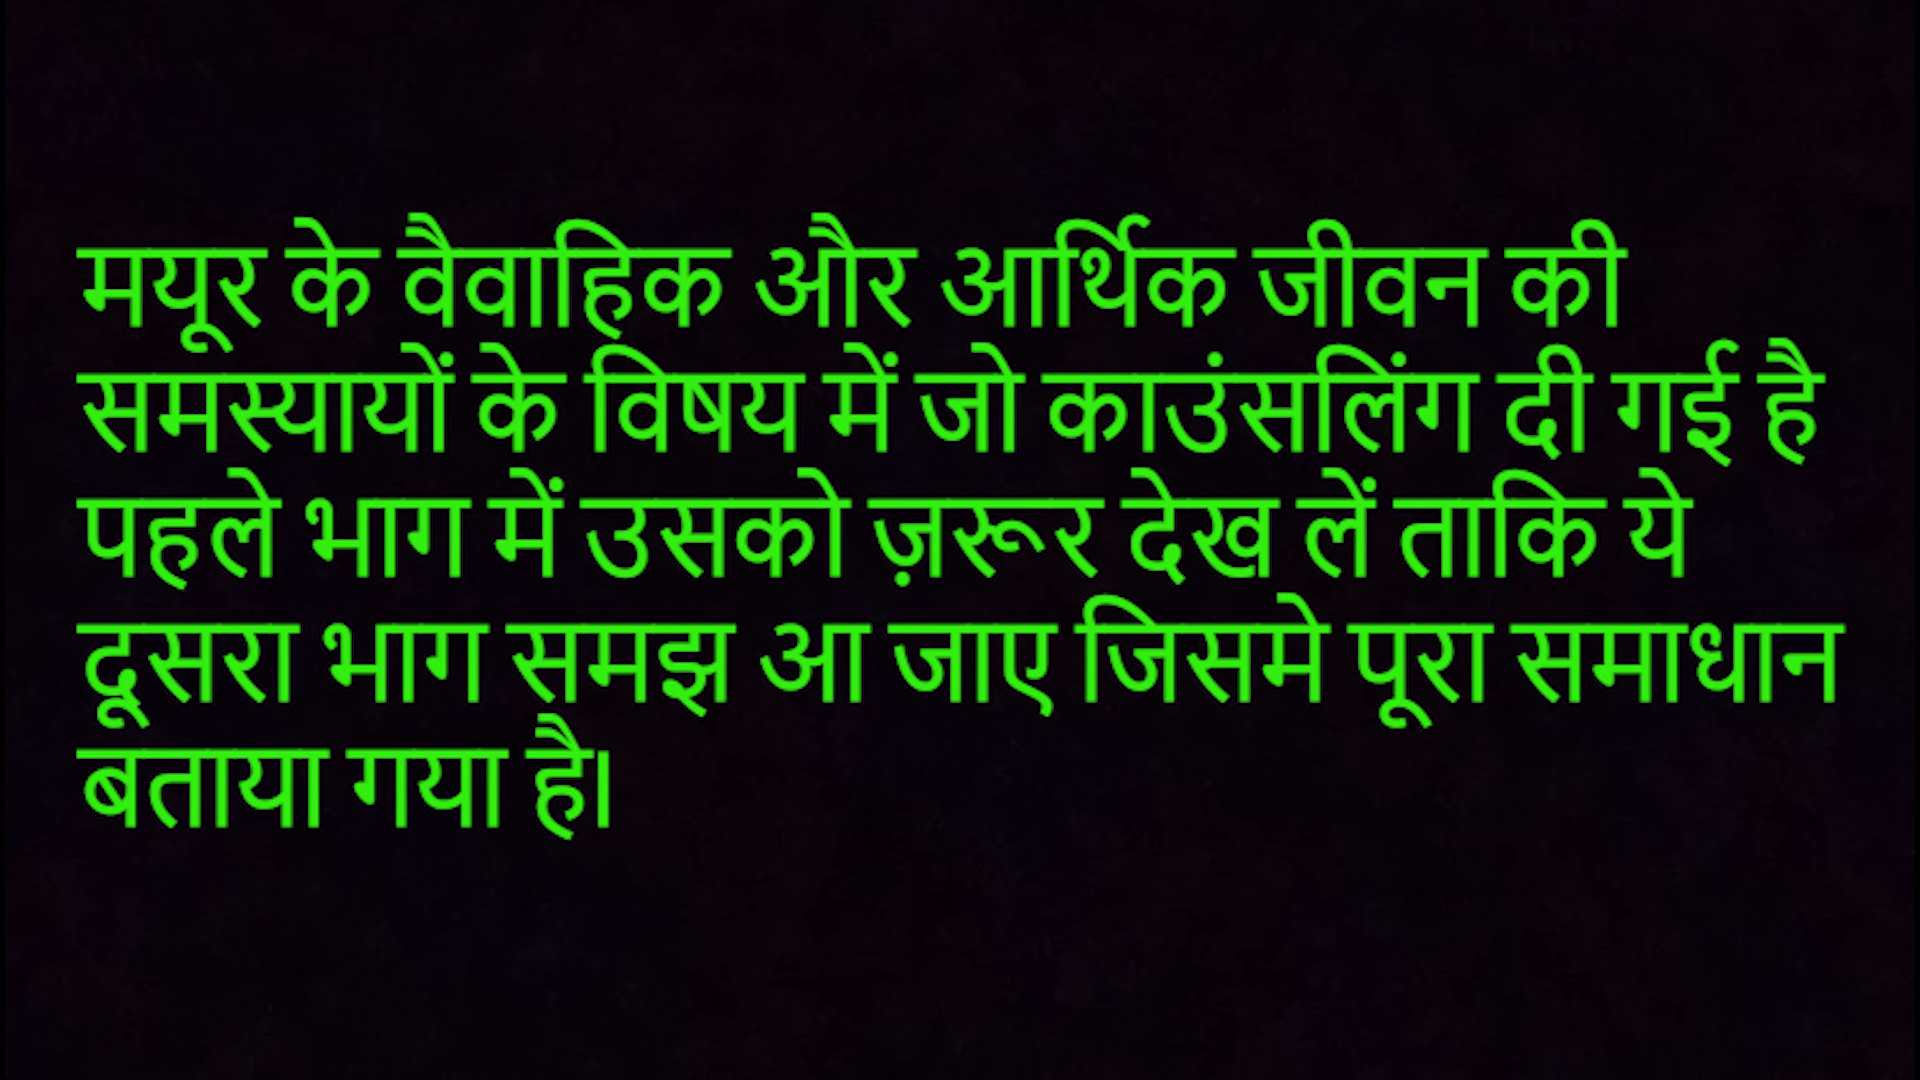 मयूर के वैवाहिक और आर्थिक जीवन की
समस्यायों के विषय में जो काउंसलिंग दी गई है
पहले भाग में उसको ज़रूर देख लें ताकि ये
दूसरा भाग समझ आ जाए जिसमे पूरा समाधान
बताया गया है।